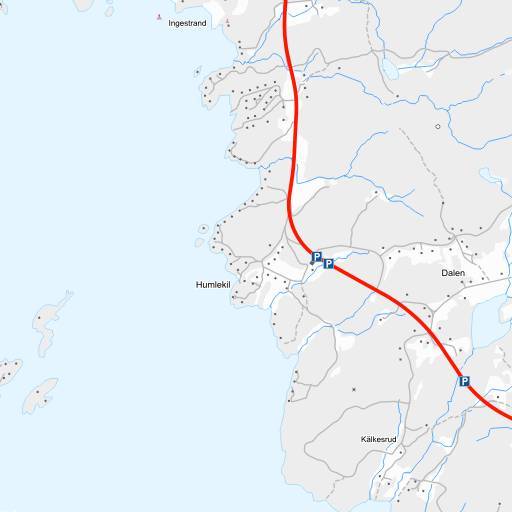 Ingestrand
P
P
Dalen
Humlekil
P
Kälkesrud